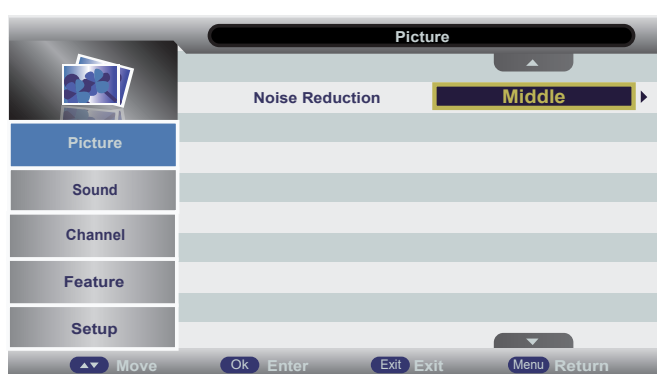 Picture
Noise Reduction Middle
Picture
Sound
Channel
Feature
Setup
Move Ok Enter Exit Exit Menu Return